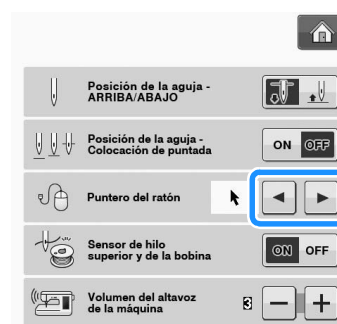 Posición de la aguja -
ARRIBA/ABAJO
Posición de la aguja -
Colocación de puntada
ON OFF
Puntero del ratón
Sensor de hilo
superior y de la bobina
ON OFF
Volumen del altavoz
de la máquina
3